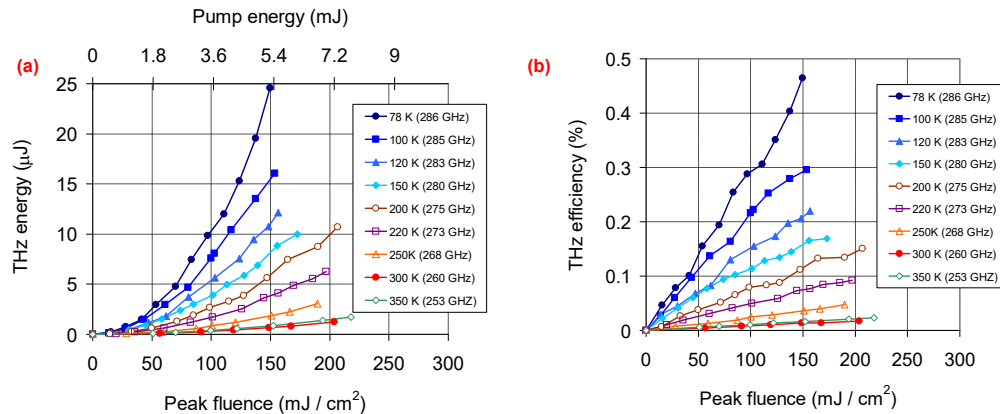 Pump energy (mJ)
0 1.8 3.6 5.4 7.2 9
(a)
THz energy (μJ)
25
20
15
10
5
0
0 50 100 150 200 250 300
Peak fluence (mJ / cm²)
78 K (286 GHz)
100 K (285 GHz)
120 K (283 GHz)
150 K (280 GHz)
200 K (275 GHz)
220 K (273 GHz)
250K (268 GHz)
300 K (260 GHz)
350 K (253 GHZ)
(b)
THz efficiency (%)
0.5
0.4
0.3
0.2
0.1
0
0 50 100 150 200 250 300
Peak fluence (mJ / cm²)
78 K (286 GHz)
100 K (285 GHz)
120 K (283 GHz)
150 K (280 GHz)
200 K (275 GHz)
220 K (273 GHz)
250K (268 GHz)
300 K (260 GHz)
350 K (253 GHZ)